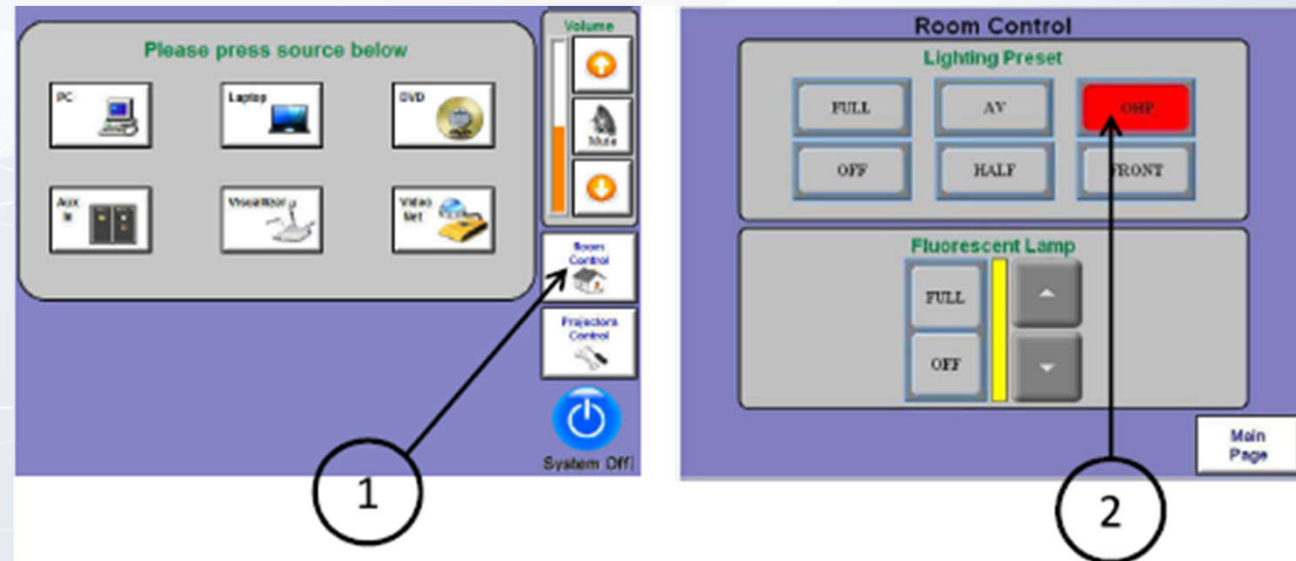 Please press source below
PC
Laptop
DVD
Aux
In
Visualizer
Video
Net
Volume
Mute
Room
Control
Projectors
Control
System Off
1
Room Control
Lighting Preset
FULL
AV
OHP
OFF
HALF
FRONT
Fluorescent Lamp
FULL
OFF
Main
Page
2